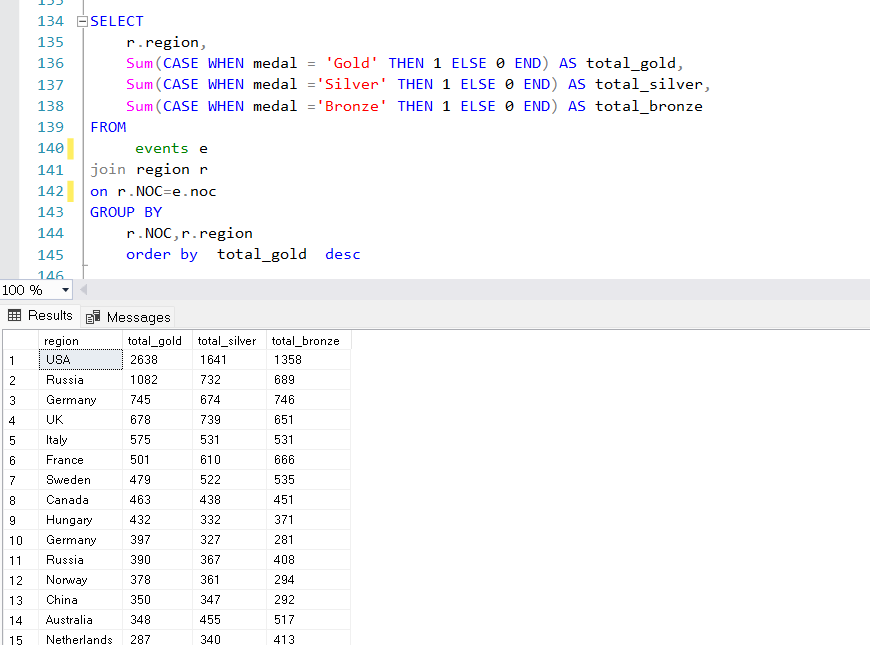 134 SELECT
135 r.region,
136 Sum(CASE WHEN medal = 'Gold' THEN 1 ELSE 0 END) AS total_gold,
137 Sum(CASE WHEN medal ='Silver' THEN 1 ELSE 0 END) AS total_silver,
138 Sum(CASE WHEN medal ='Bronze' THEN 1 ELSE 0 END) AS total_bronze
139 FROM
140 events e
141 join region r
142 on r.NOC=e.noc
143 GROUP BY
144 r.NOC,r.region
145 order by total_gold desc
146
100 %
Results Messages
region total_gold total_silver total_bronze
1 USA 2638 1641 1358
2 Russia 1082 732 689
3 Germany 745 674 746
4 UK 678 739 651
5 Italy 575 531 531
6 France 501 610 666
7 Sweden 479 522 535
8 Canada 463 438 451
9 Hungary 432 332 371
10 Germany 397 327 281
11 Russia 390 367 408
12 Norway 378 361 294
13 China 350 347 292
14 Australia 348 455 517
15 Netherlands 287 340 413